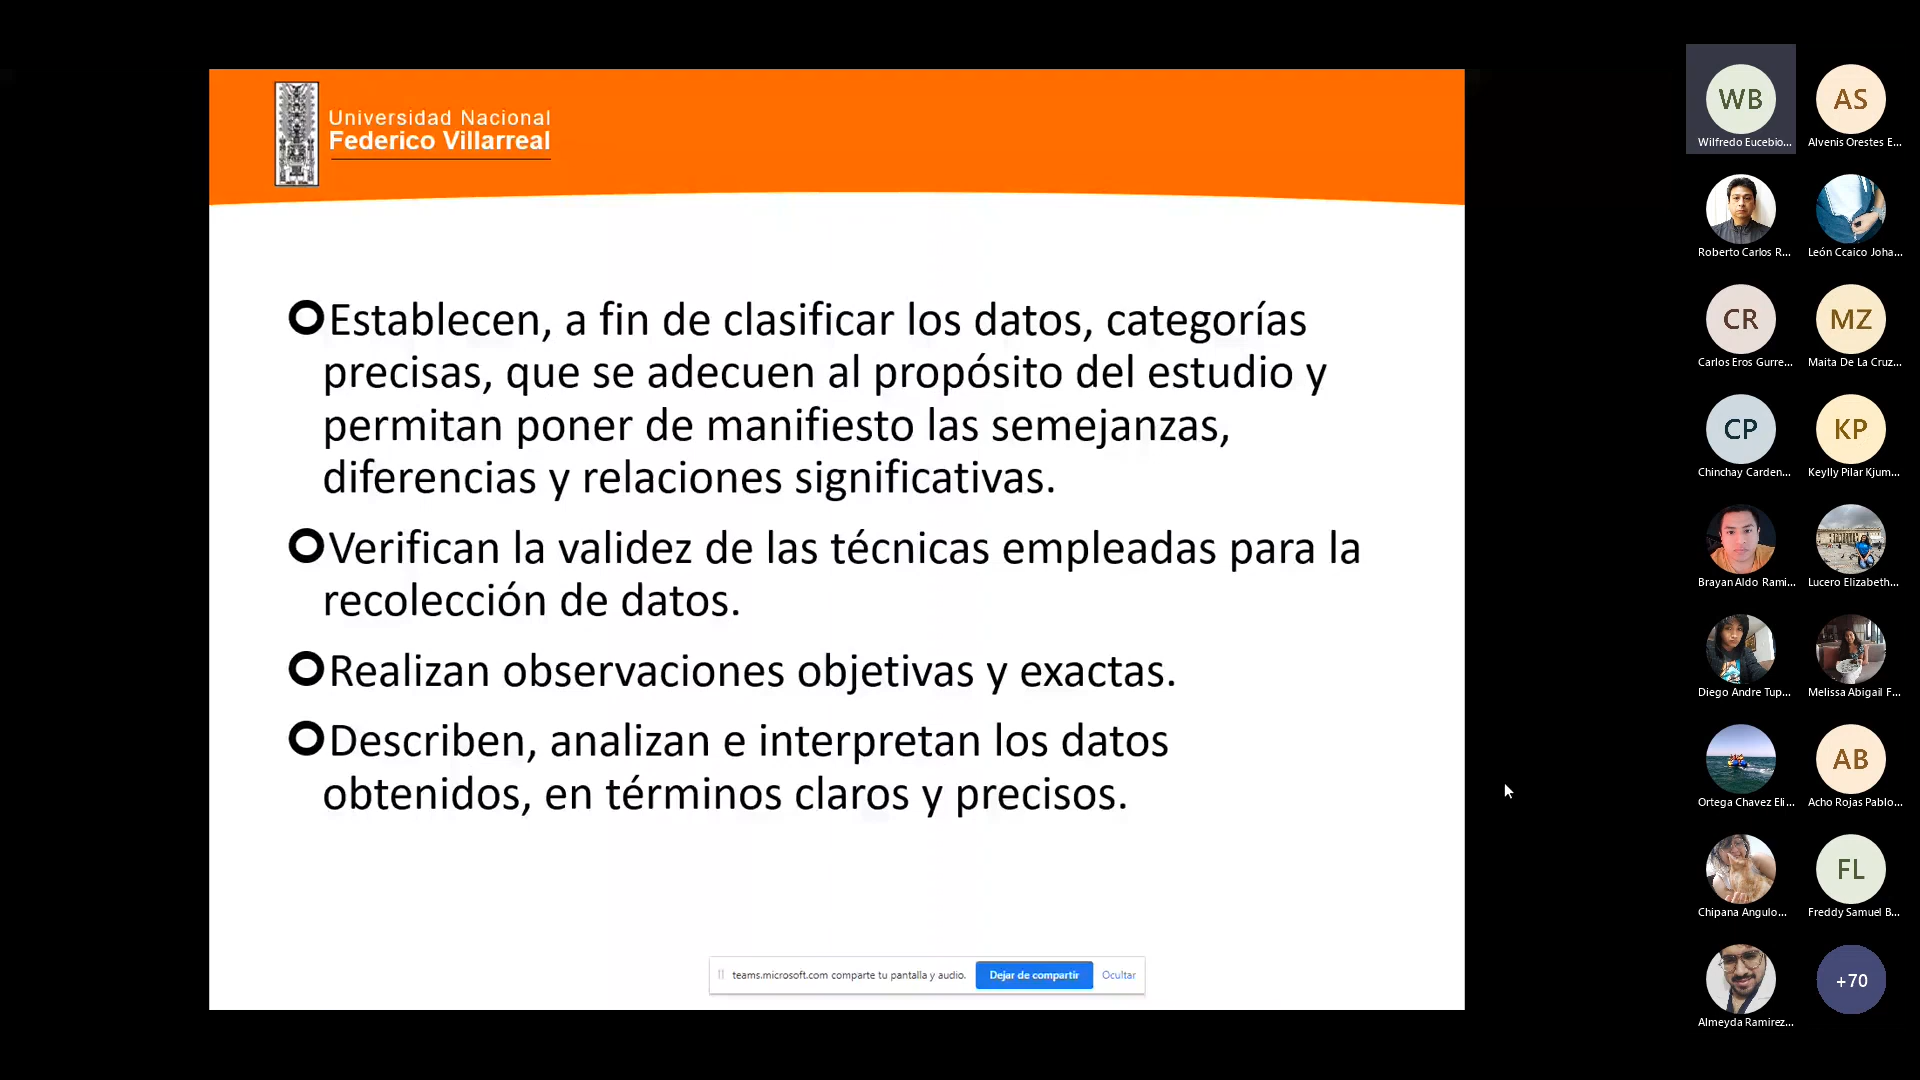 Universidad Nacional
Federico Villarreal
Establecen, a fin de clasificar los datos, categorías
precisas, que se adecuen al propósito del estudio y
permitan poner de manifiesto las semejanzas,
diferencias y relaciones significativas.
Verifican la validez de las técnicas empleadas para la
recolección de datos.
Realizan observaciones objetivas y exactas.
Describen, analizan e interpretan los datos
obtenidos, en términos claros y precisos.
teams.microsoft.com comparte tu pantalla y audio. Dejar de compartir Ocultar
WB AS
Wilfredo Eucebio... Alvenis Orestes E...
Roberto Carlos R... León Ccaico Joha...
CR MZ
Carlos Eros Gurre... Maita De La Cruz...
CP KP
Chinchay Carden... Keylly Pilar Kjum...
Brayan Aldo Rami... Lucero Elizabeth...
Diego Andre Tup... Melissa Abigail F...
AB
Ortega Chavez Eli... Acho Rojas Pablo...
FL
Chipana Angulo... Freddy Samuel B...
+70
Almeyda Ramirez...